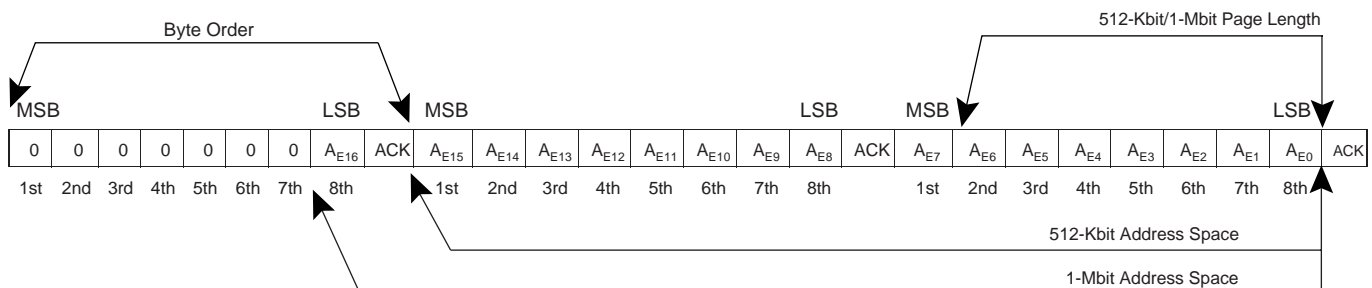 512-Kbit/1-Mbit Page Length
Byte Order
MSB LSB MSB LSB MSB LSB
0 0 0 0 0 0 0 AE16 ACK AE15 AE14 AE13 AE12 AE11 AE10 AE9 AE8 ACK AE7 AE6 AE5 AE4 AE3 AE2 AE1 AE0 ACK
1st 2nd 3rd 4th 5th 6th 7th 8th 1st 2nd 3rd 4th 5th 6th 7th 8th 1st 2nd 3rd 4th 5th 6th 7th 8th
512-Kbit Address Space
1-Mbit Address Space